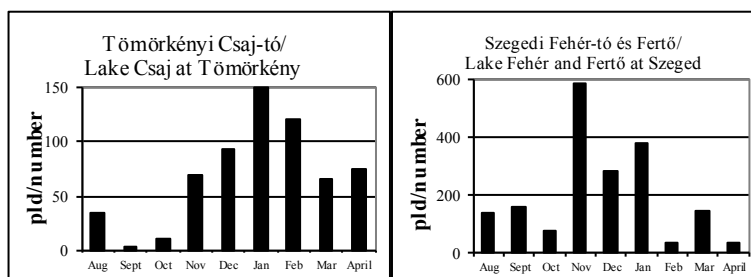 Tömörkényi Csaj-tó/
Lake Csaj at Tömörkény
pld/number
150
100
50
0
Aug Sept Oct Nov Dec Jan Feb Mar April
Szegedi Fehér-tó és Fertő/
Lake Fehér and Fertő at Szeged
pld/number
600
400
200
0
Aug Sept Oct Nov Dec Jan Feb Mar April